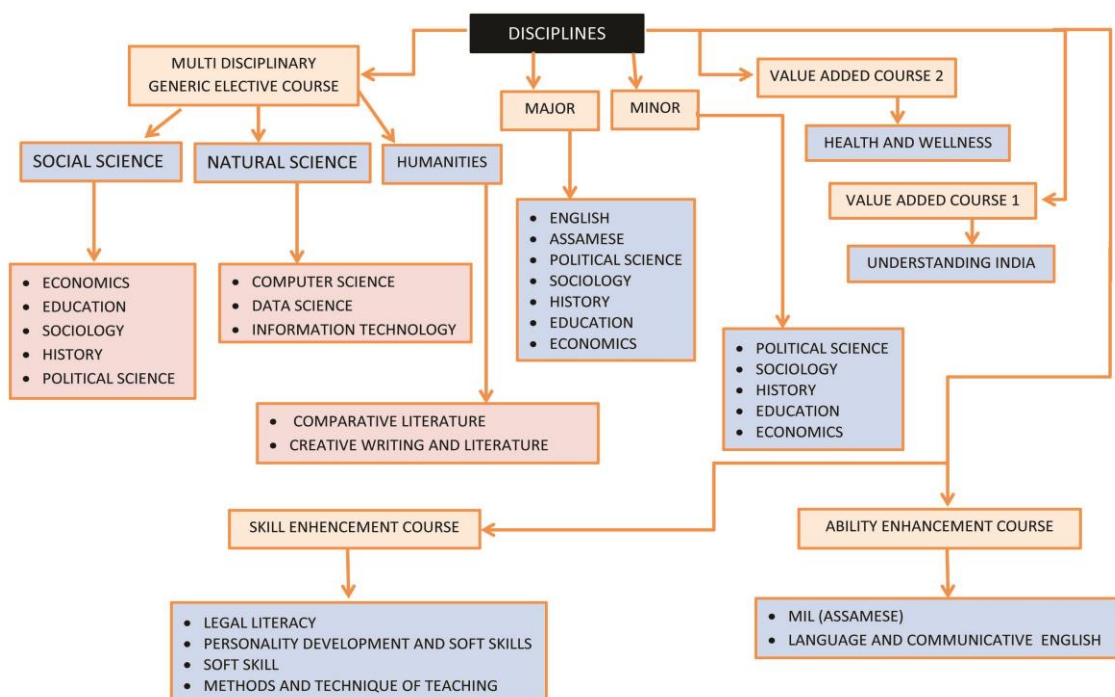 DISCIPLINES
MULTI DISCIPLINARY
GENERIC ELECTIVE COURSE
SOCIAL SCIENCE
• ECONOMICS
• EDUCATION
• SOCIOLOGY
• HISTORY
• POLITICAL SCIENCE
NATURAL SCIENCE
• COMPUTER SCIENCE
• DATA SCIENCE
• INFORMATION TECHNOLOGY
HUMANITIES
• COMPARATIVE LITERATURE
• CREATIVE WRITING AND LITERATURE
MAJOR
• ENGLISH
• ASSAMESE
• POLITICAL SCIENCE
• SOCIOLOGY
• HISTORY
• EDUCATION
• ECONOMICS
MINOR
• POLITICAL SCIENCE
• SOCIOLOGY
• HISTORY
• EDUCATION
• ECONOMICS
VALUE ADDED COURSE 2
HEALTH AND WELLNESS
VALUE ADDED COURSE 1
UNDERSTANDING INDIA
SKILL ENHENCEMENT COURSE
• LEGAL LITERACY
• PERSONALITY DEVELOPMENT AND SOFT SKILLS
• SOFT SKILL
• METHODS AND TECHNIQUE OF TEACHING
ABILITY ENHANCEMENT COURSE
• MIL (ASSAMESE)
• LANGUAGE AND COMMUNICATIVE ENGLISH